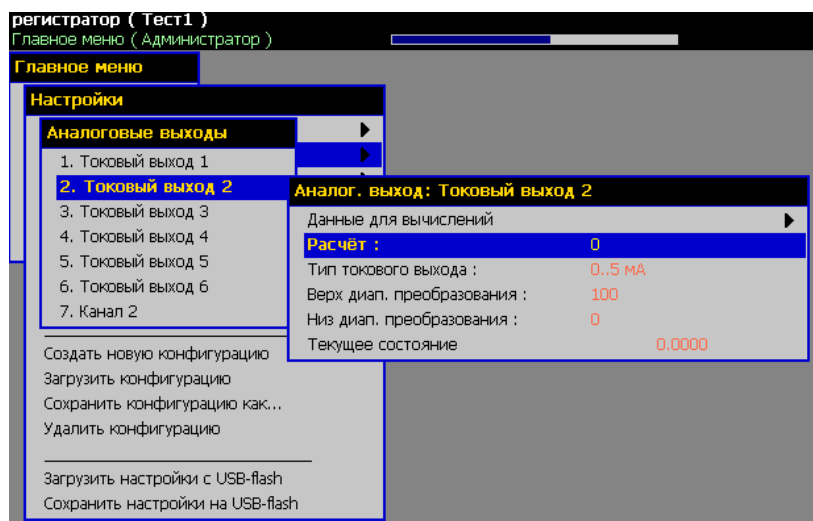 регистратор ( Тест1 )
Главное меню ( Администратор )
Главное меню
Настройки
Аналоговые выходы
1. Токовый выход 1
2. Токовый выход 2
3. Токовый выход 3
4. Токовый выход 4
5. Токовый выход 5
6. Токовый выход 6
7. Канал 2
Аналог. выход: Токовый выход 2
Данные для вычислений
Расчёт : 0
Тип токового выхода : 0..5 мА
Верх диап. преобразования : 100
Низ диап. преобразования : 0
Текущее состояние 0.0000
Создать новую конфигурацию
Загрузить конфигурацию
Сохранить конфигурацию как...
Удалить конфигурацию
Загрузить настройки с USB-flash
Сохранить настройки на USB-flash